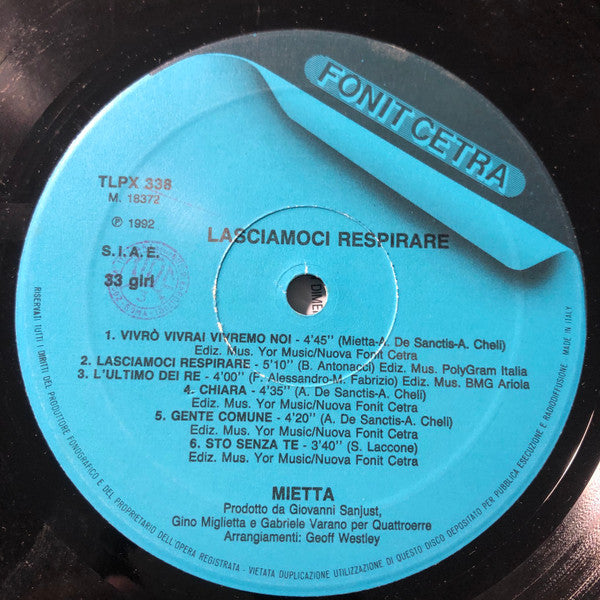 FONIT CETRA
TLPX 338
M. 18372
℗ 1992
LASCIAMOCI RESPIRARE
S.I.A.E.
33 giri
1. VIVRÒ VIVRAI VIVREMO NOI - 4'45" (Mietta-A. De Sanctis-A. Cheli)
Ediz. Mus. Yor Music/Nuova Fonit Cetra
2. LASCIAMOCI RESPIRARE - 5'10" (B. Antonacci) Ediz. Mus. PolyGram Italia
3. L'ULTIMO DEI RE - 4'00" (F. Alessandro-M. Fabrizio) Ediz. Mus. BMG Ariola
4. CHIARA - 4'35" (A. De Sanctis-A. Cheli)
Ediz. Mus. Yor Music/Nuova Fonit Cetra
5. GENTE COMUNE - 4'20" (A. De Sanctis-A. Cheli)
Ediz. Mus. Yor Music/Nuova Fonit Cetra
6. STO SENZA TE - 3'40" (S. Laccone)
Ediz. Mus. Yor Music/Nuova Fonit Cetra
MIETTA
Prodotto da Giovanni Sanjust,
Gino Miglietta e Gabriele Varano per Quattroerre
Arrangiamenti: Geoff Westley
RISERVATI TUTTI I DIRITTI DEL PRODUTTORE FONOGRAFICO E DEL PROPRIETARIO DELL'OPERA REGISTRATA - VIETATA DUPLICAZIONE UTILIZZAZIONE DI QUESTO DISCO DEPOSITATO PER PUBBLICA ESECUZIONE E RADIODIFFUSIONE MADE IN ITALY